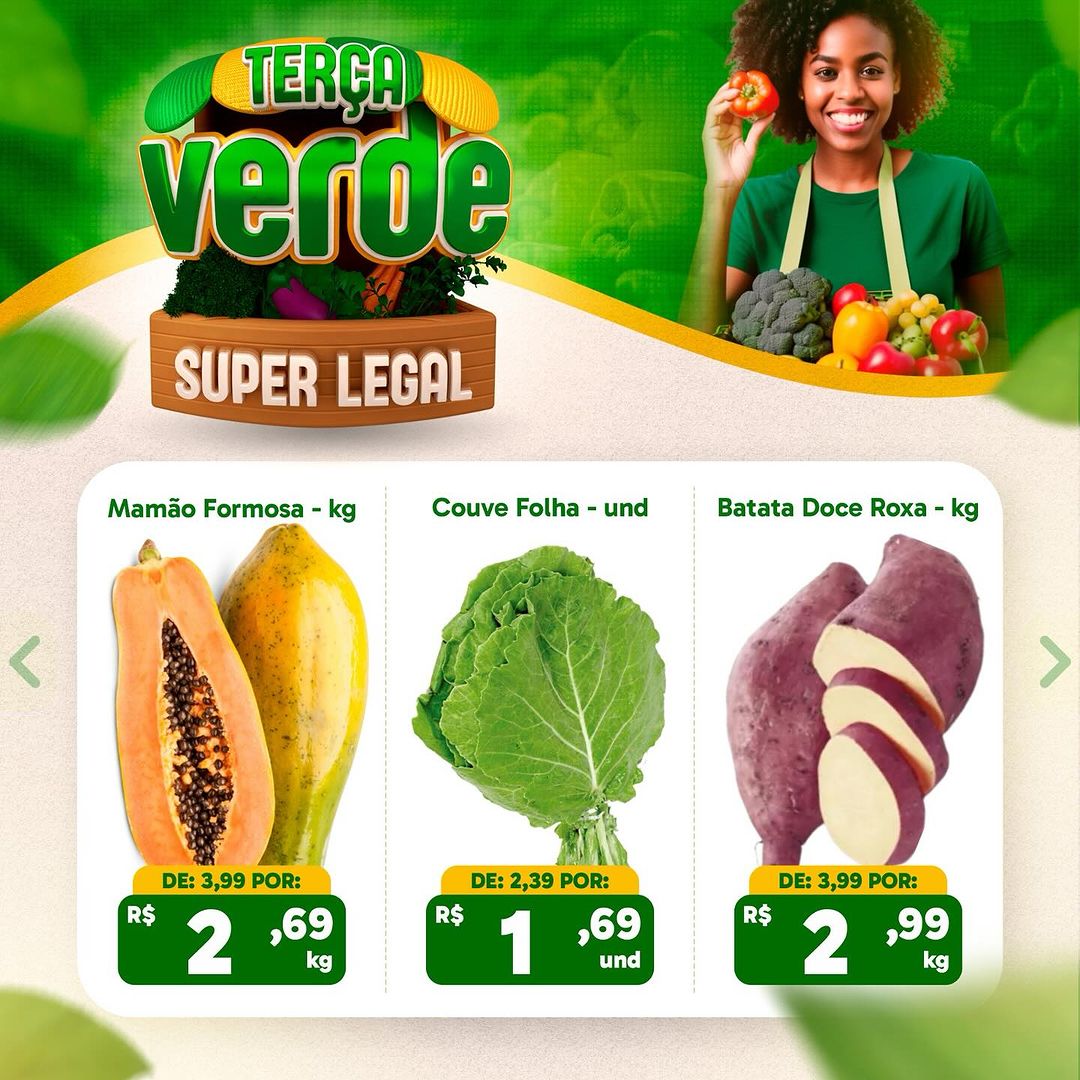 TERÇA
verde
SUPER LEGAL
Mamão Formosa - kg
DE: 3,99 POR:
R$ 2,69
kg
Couve Folha - und
DE: 2,39 POR:
R$ 1,69
und
Batata Doce Roxa - kg
DE: 3,99 POR:
R$ 2,99
kg